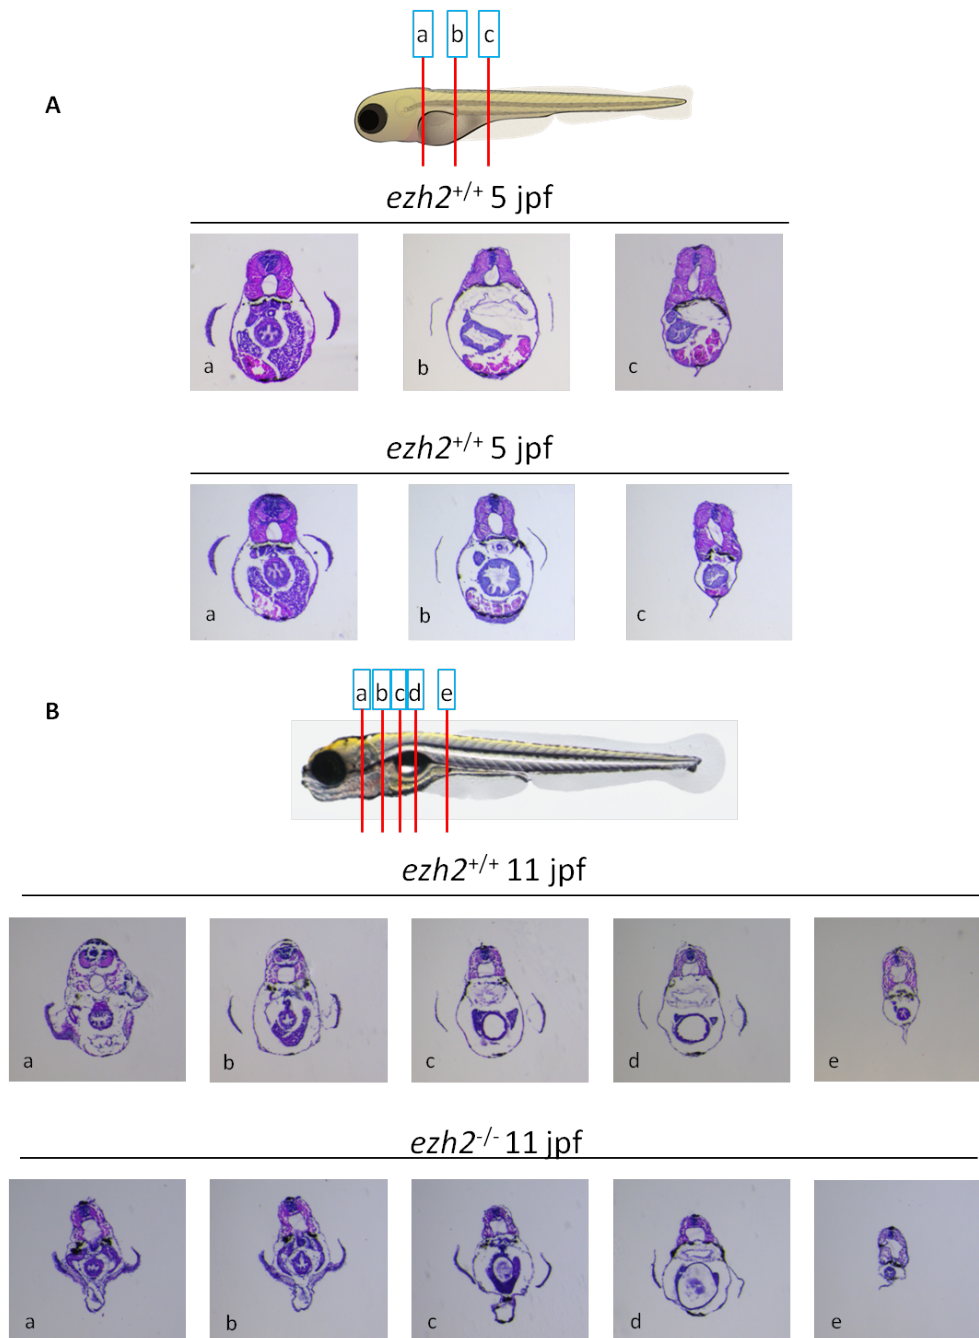 a b c
A
ezh2+/+ 5 jpf
a b c
ezh2+/+ 5 jpf
a b c
a b c d e
B
ezh2+/+ 11 jpf
a b c d e
ezh2-/- 11 jpf
a b c d e